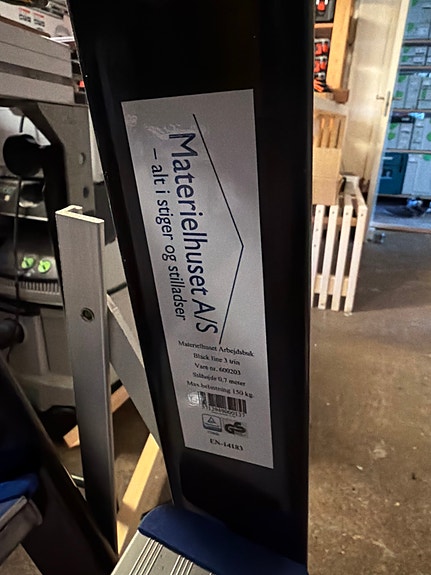 Materielhuset A/S
– alt i stiger og stilladser
Materielhuset Arbejdsbuk
Black line 3 trin
Vare nr. 600203
Ståhøjde 0,7 meter
Max belastning 150 kg.
GS
EN-14183